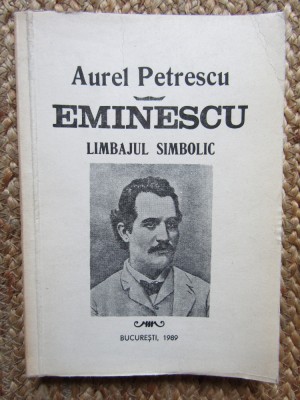 Aurel Petrescu
EMINESCU
LIMBAJUL SIMBOLIC
BUCUREȘTI, 1989